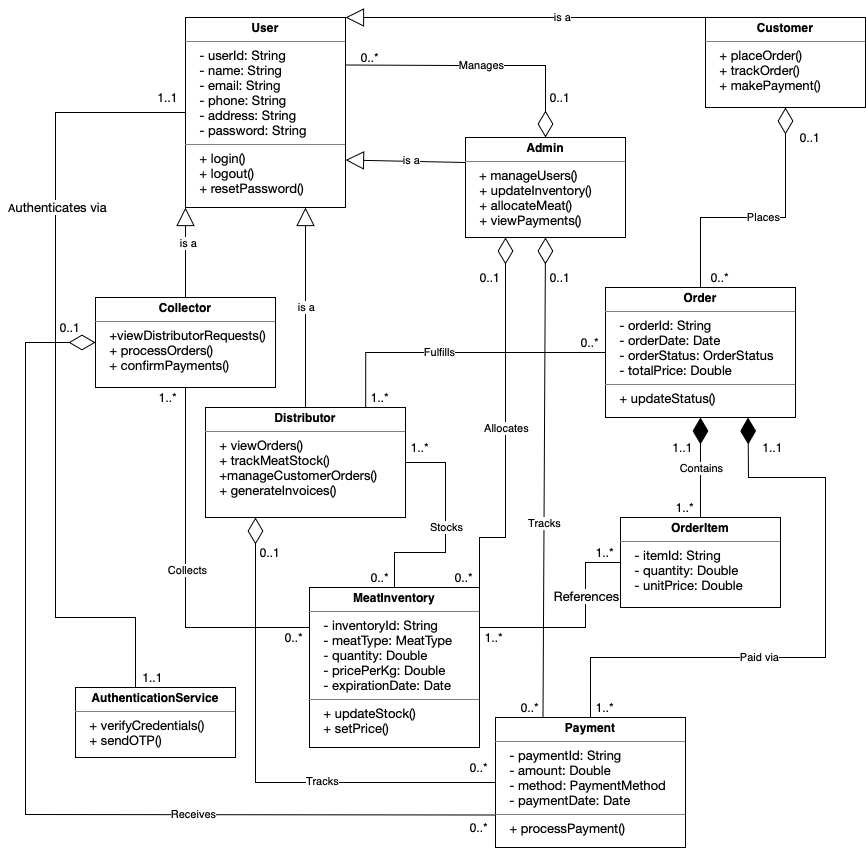 User
- userId: String
- name: String
- email: String
- phone: String
- address: String
- password: String
+ login()
+ logout()
+ resetPassword()
is a
Customer
+ placeOrder()
+ trackOrder()
+ makePayment()
0..1
Places
0..*
0..*
Manages
0..1
is a
Admin
+ manageUsers()
+ updateInventory()
+ allocateMeat()
+ viewPayments()
0..1
0..1
1..1
Authenticates via
1..1
is a
is a
Collector
+viewDistributorRequests()
+ processOrders()
+ confirmPayments()
0..1
1..*
Order
- orderId: String
- orderDate: Date
- orderStatus: OrderStatus
- totalPrice: Double
+ updateStatus()
0..*
Fulfills
1..*
Distributor
+ viewOrders()
+ trackMeatStock()
+manageCustomerOrders()
+ generateInvoices()
1..*
Stocks
0..*
0..1
Allocates
0..*
Tracks
0..*
1..1
Contains
1..*
1..1
Paid via
1..*
OrderItem
- itemId: String
- quantity: Double
- unitPrice: Double
1..*
References
1..*
Collects
0..*
MeatInventory
- inventoryId: String
- meatType: MeatType
- quantity: Double
- pricePerKg: Double
- expirationDate: Date
+ updateStock()
+ setPrice()
AuthenticationService
+ verifyCredentials()
+ sendOTP()
Payment
- paymentId: String
- amount: Double
- method: PaymentMethod
- paymentDate: Date
+ processPayment()
Tracks
0..*
Receives
0..*